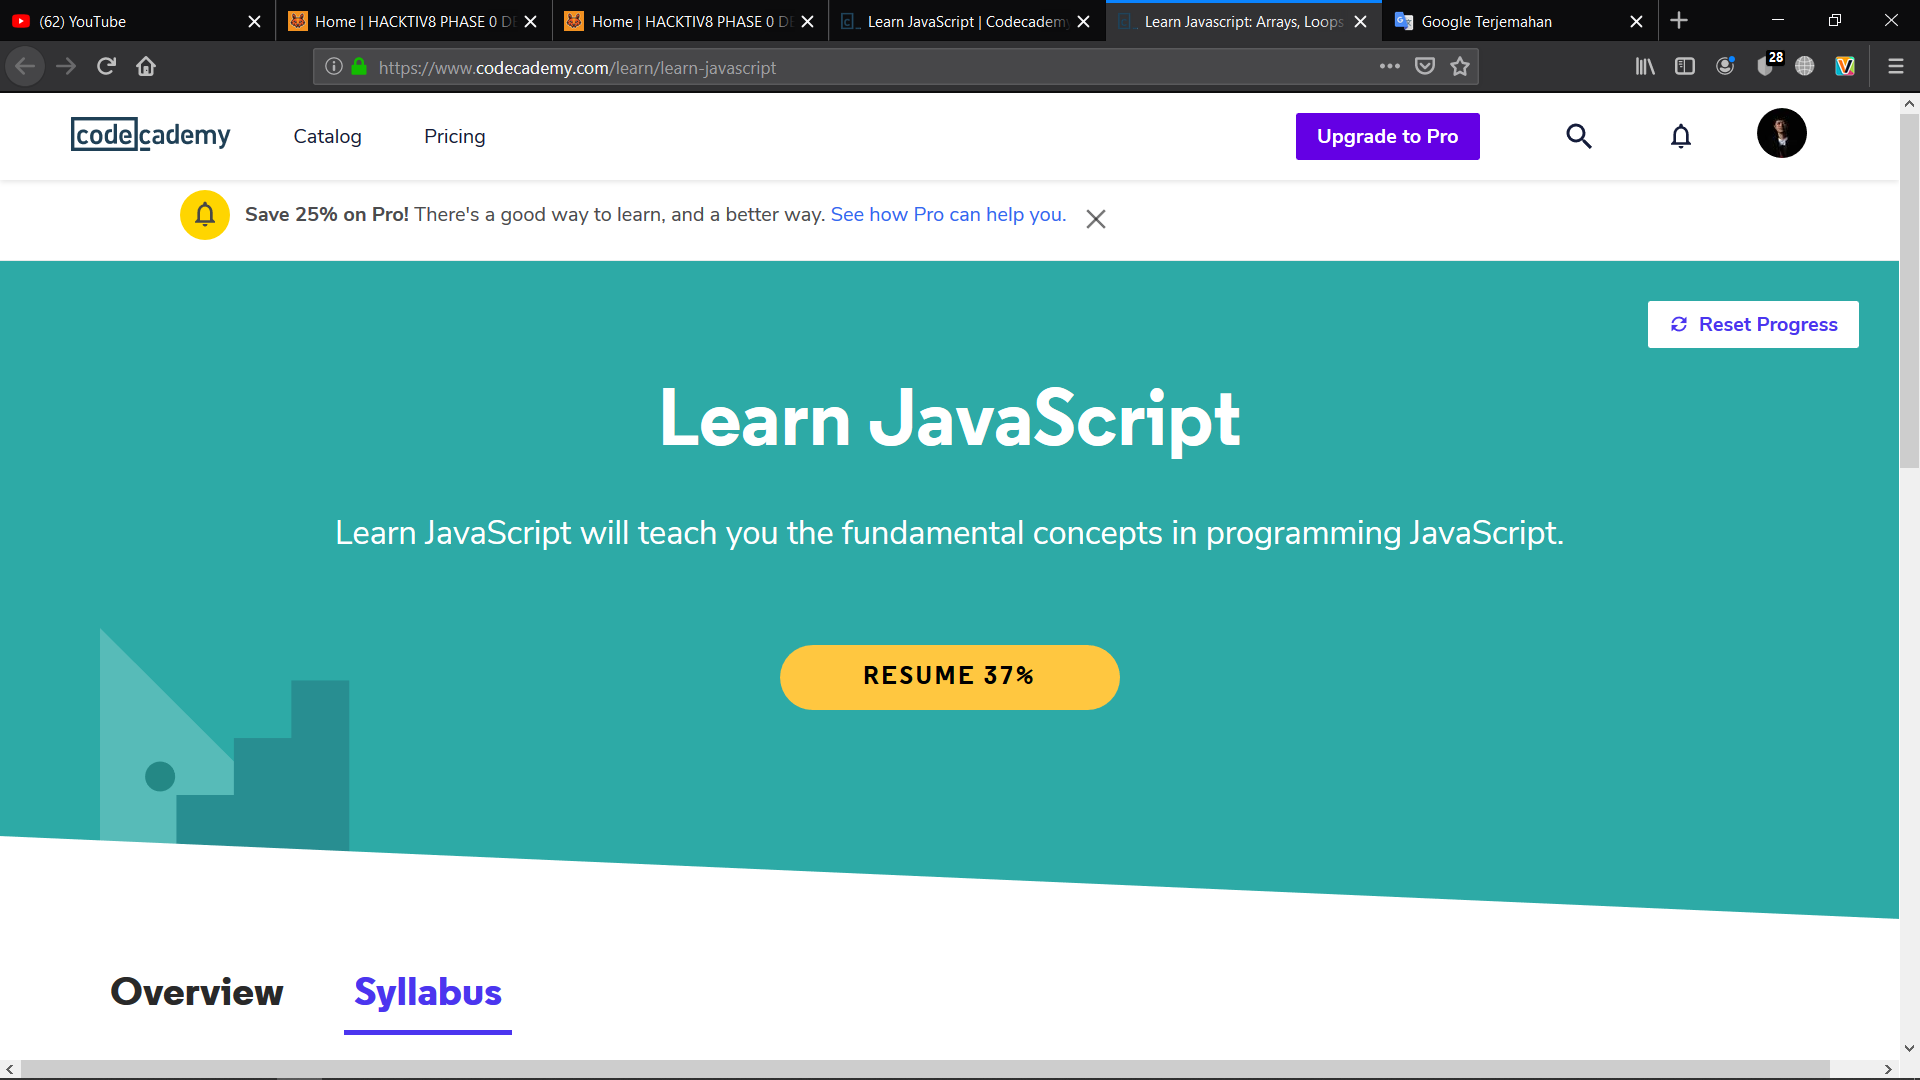 (62) YouTube
Home | HACKTIV8 PHASE 0 DE
Home | HACKTIV8 PHASE 0 DE
Learn JavaScript | Codecademy
Learn Javascript: Arrays, Loops
Google Terjemahan
https://www.codecademy.com/learn/learn-javascript
28
codecademy
Catalog
Pricing
Upgrade to Pro
Save 25% on Pro! There's a good way to learn, and a better way. See how Pro can help you.
Reset Progress
Learn JavaScript
Learn JavaScript will teach you the fundamental concepts in programming JavaScript.
RESUME 37%
Overview
Syllabus